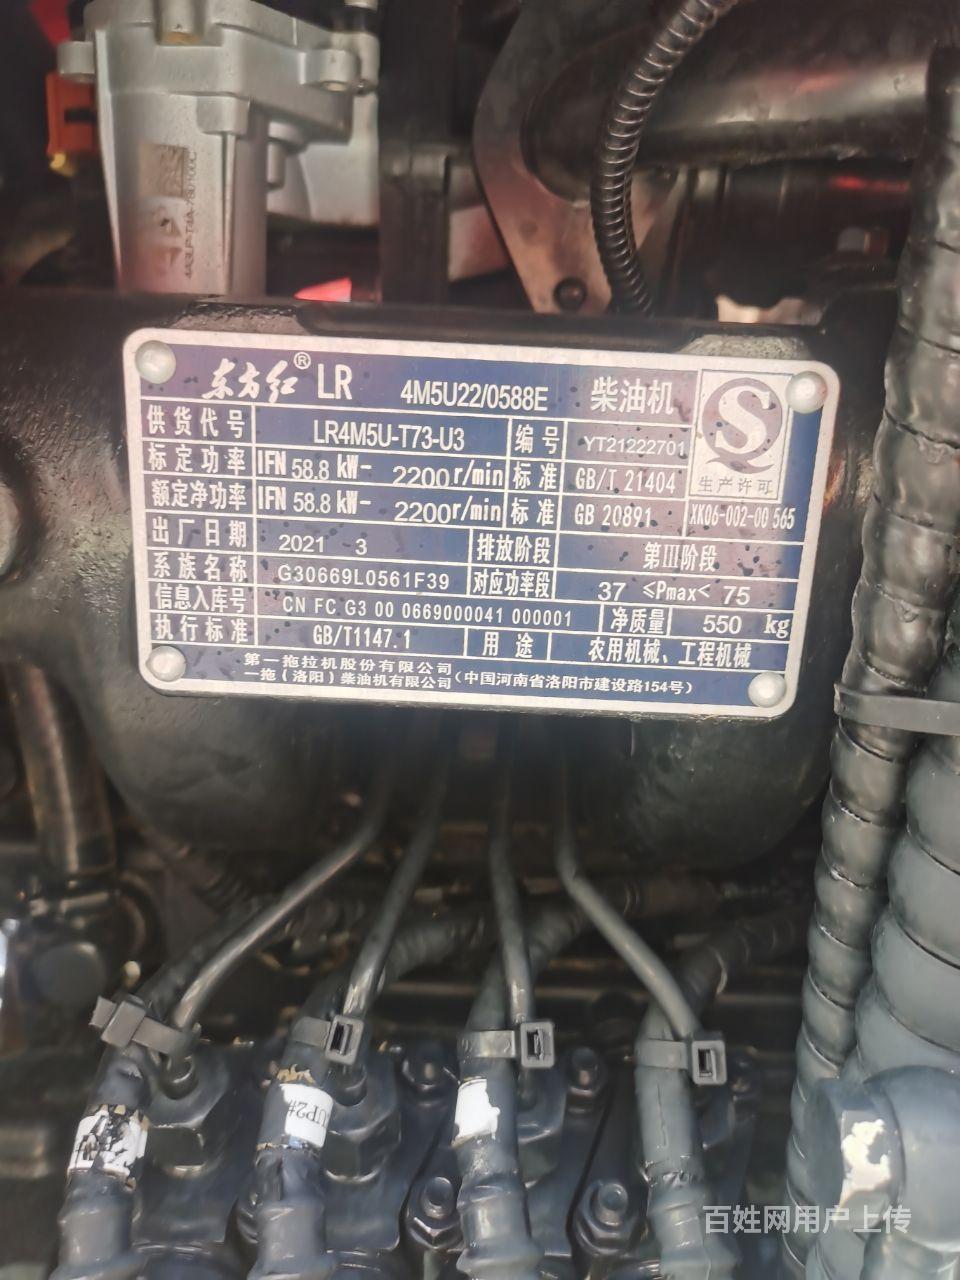 4A3LP-T4A-780100C
东方红® LR 4M5U22/0588E 柴油机
供货代号 LR4M5U-T73-U3 编号 YT21222701
标定功率 IFN 58.8 kW- 2200 r/min 标准 GB/T 21404
额定净功率 IFN 58.8 kW- 2200 r/min 标准 GB 20891
S
生产许可
XK06-002-00 565
出厂日期 2021 3 排放阶段 第III阶段
系族名称 G30669L0561F39 对应功率段 37 ≤Pmax< 75
信息入库号 CN FC G3 00 0669000041 000001 净质量 550 kg
执行标准 GB/T1147.1 用途 农用机械、工程机械
第一拖拉机股份有限公司
一拖(洛阳)柴油机有限公司(中国河南省洛阳市建设路154号)
UP2#
百姓网用户上传